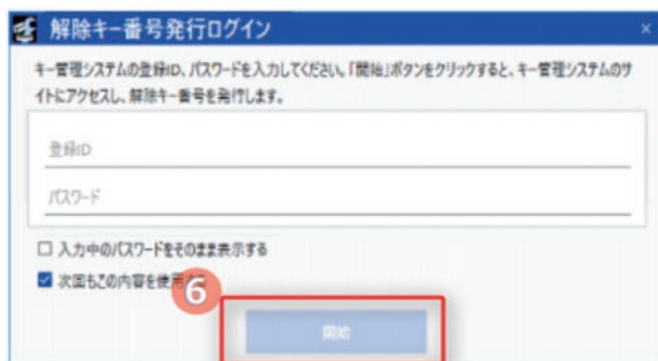 解除キー番号発行ログイン
キー管理システムの登録ID、パスワードを入力してください。「開始」ボタンをクリックすると、キー管理システムのサ
イトにアクセスし、解除キー番号を発行します。
登録ID
パスワード
入力中のパスワードをそのまま表示する
次回もこの内容を使用
6
開始